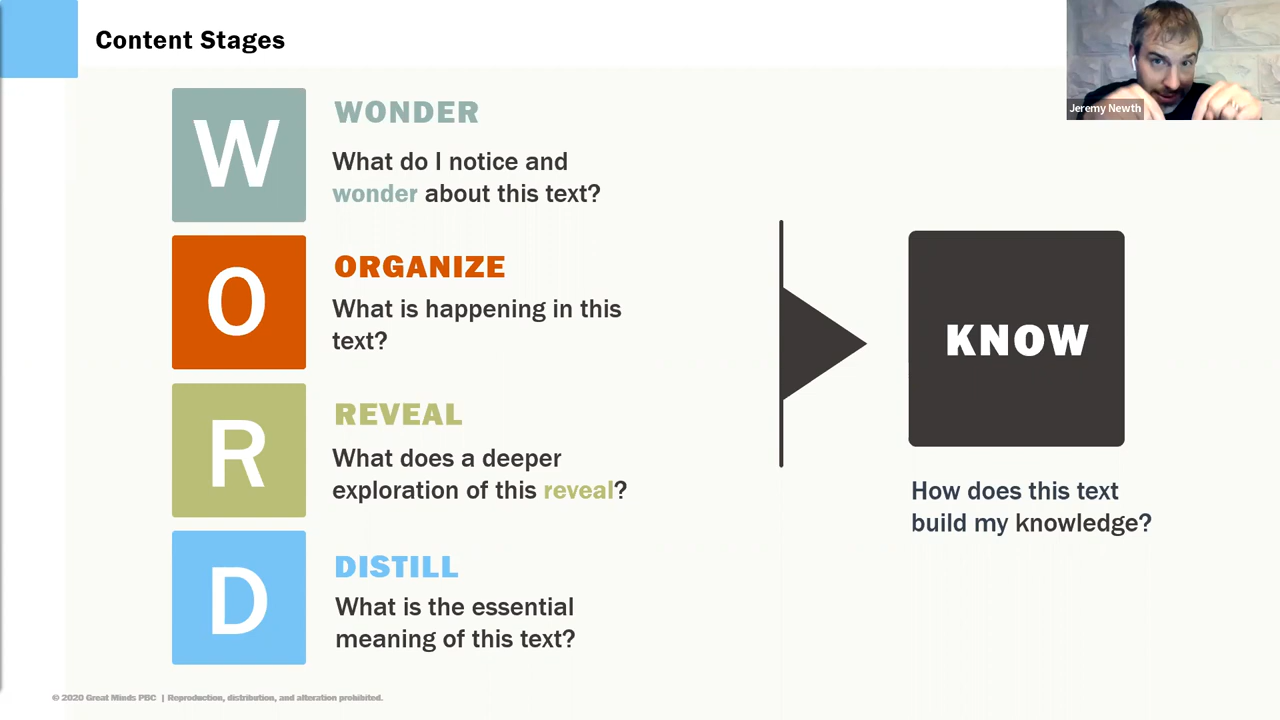 Content Stages
Jeremy Newth
W
WONDER
What do I notice and
wonder about this text?
O
ORGANIZE
What is happening in this
text?
R
REVEAL
What does a deeper
exploration of this reveal?
D
DISTILL
What is the essential
meaning of this text?
KNOW
How does this text
build my knowledge?
© 2020 Great Minds PBC | Reproduction, distribution, and alteration prohibited.